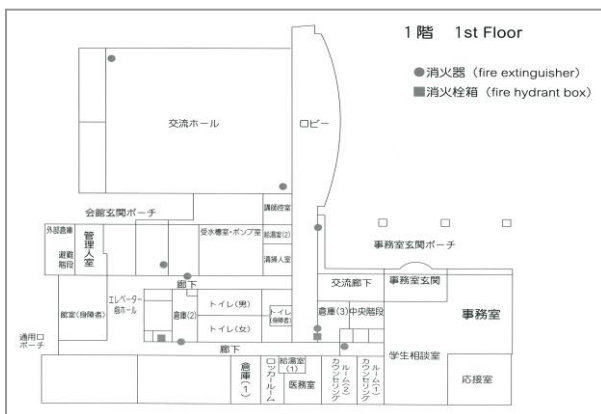 1階 1st Floor
●消火器（fire extinguisher）
■消火栓箱（fire hydrant box）
交流ホール
ロビー
会館玄関ポーチ
講師控室
外部倉庫
管理人室
受水槽室・ポンプ室
給湯室(2)
避難階段
清掃人室
事務室玄関ポーチ
廊下
交流廊下
事務室玄関
館室(身障者)
エレベーター前ホール
倉庫(2)
トイレ(男)
トイレ(身障者)
倉庫(3)
中央階段
事務室
トイレ(女)
通用口ポーチ
廊下
倉庫(1)
ロッカールーム
給湯室(1)
医務室
カウンセリングルーム(2)
カウンセリングルーム(1)
学生相談室
応接室